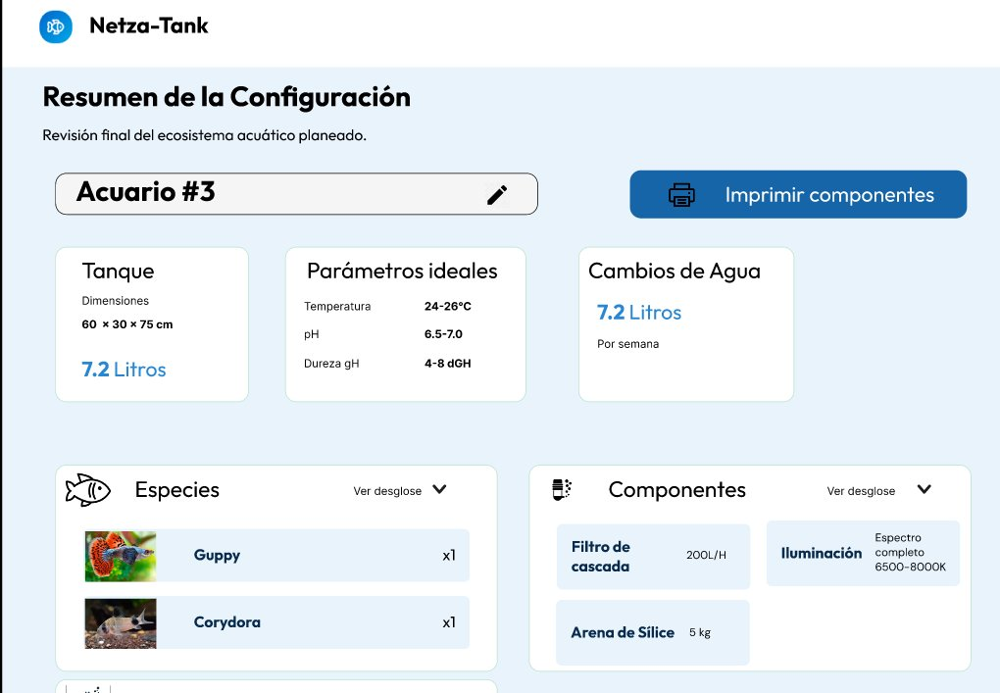 Netza-Tank
Resumen de la Configuración
Revisión final del ecosistema acuático planeado.
Acuario #3
Imprimir componentes
Tanque
Dimensiones
60 × 30 × 75 cm
7.2 Litros
Parámetros ideales
Temperatura 24-26°C
pH 6.5-7.0
Dureza gH 4-8 dGH
Cambios de Agua
7.2 Litros
Por semana
Especies
Ver desglose
Guppy x1
Corydora x1
Componentes
Ver desglose
Filtro de
cascada
200L/H
Iluminación
Espectro
completo
6500-8000K
Arena de Sílice 5 kg